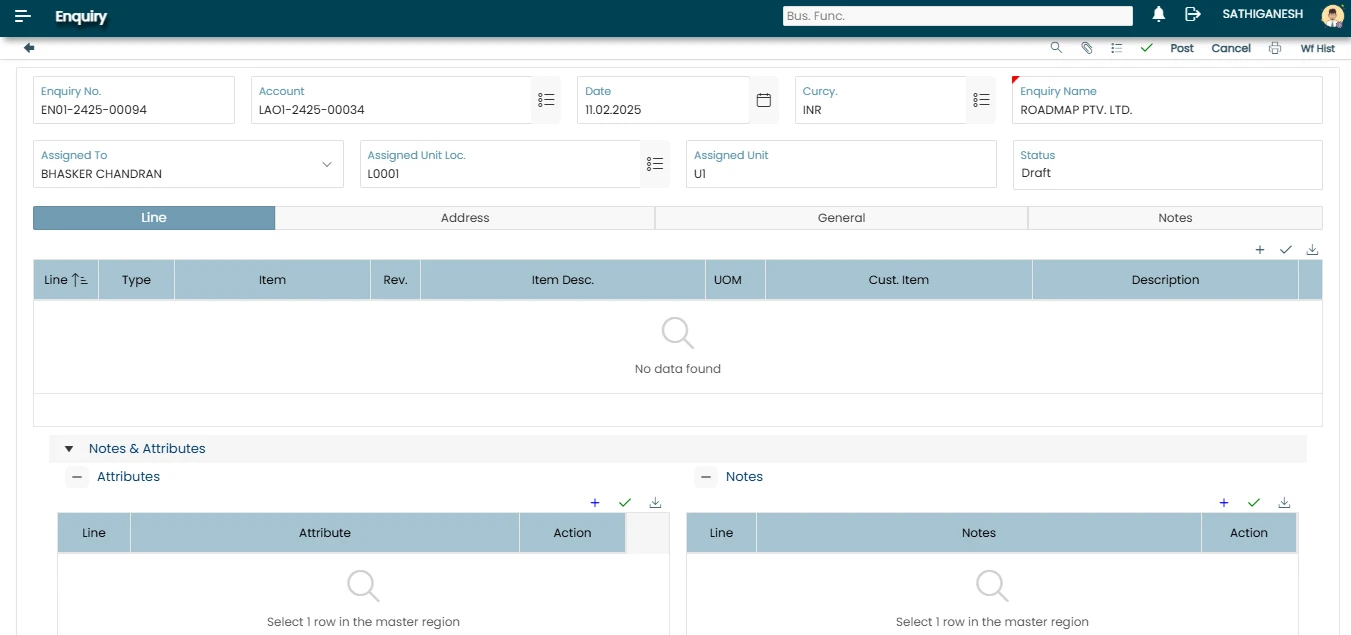 Enquiry
Bus. Func.
SATHIGANESH
Post
Cancel
Wf Hist
Enquiry No.
EN01-2425-00094
Account
LAO1-2425-00034
Date
11.02.2025
Curcy.
INR
Enquiry Name
ROADMAP PTV. LTD.
Assigned To
BHASKER CHANDRAN
Assigned Unit Loc.
L0001
Assigned Unit
U1
Status
Draft
Line
Address
General
Notes
Line
Type
Item
Rev.
Item Desc.
UOM
Cust. Item
Description
No data found
Notes & Attributes
Attributes
Notes
Line
Attribute
Action
Line
Notes
Action
Select 1 row in the master region
Select 1 row in the master region